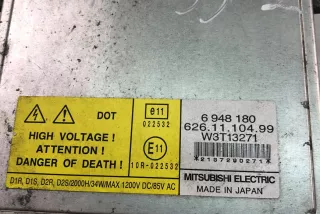 DOT
HIGH VOLTAGE!
ATTENTION!
DANGER OF DEATH!
e11
022532
E11
10R-022532
D1R, D1S, D2R, D2S/2000H/34W/MAX 1200V DC/85V AC
6 948 180
626.11.104.99
W3T13271
*2137290271*
MITSUBISHI ELECTRIC
MADE IN JAPAN